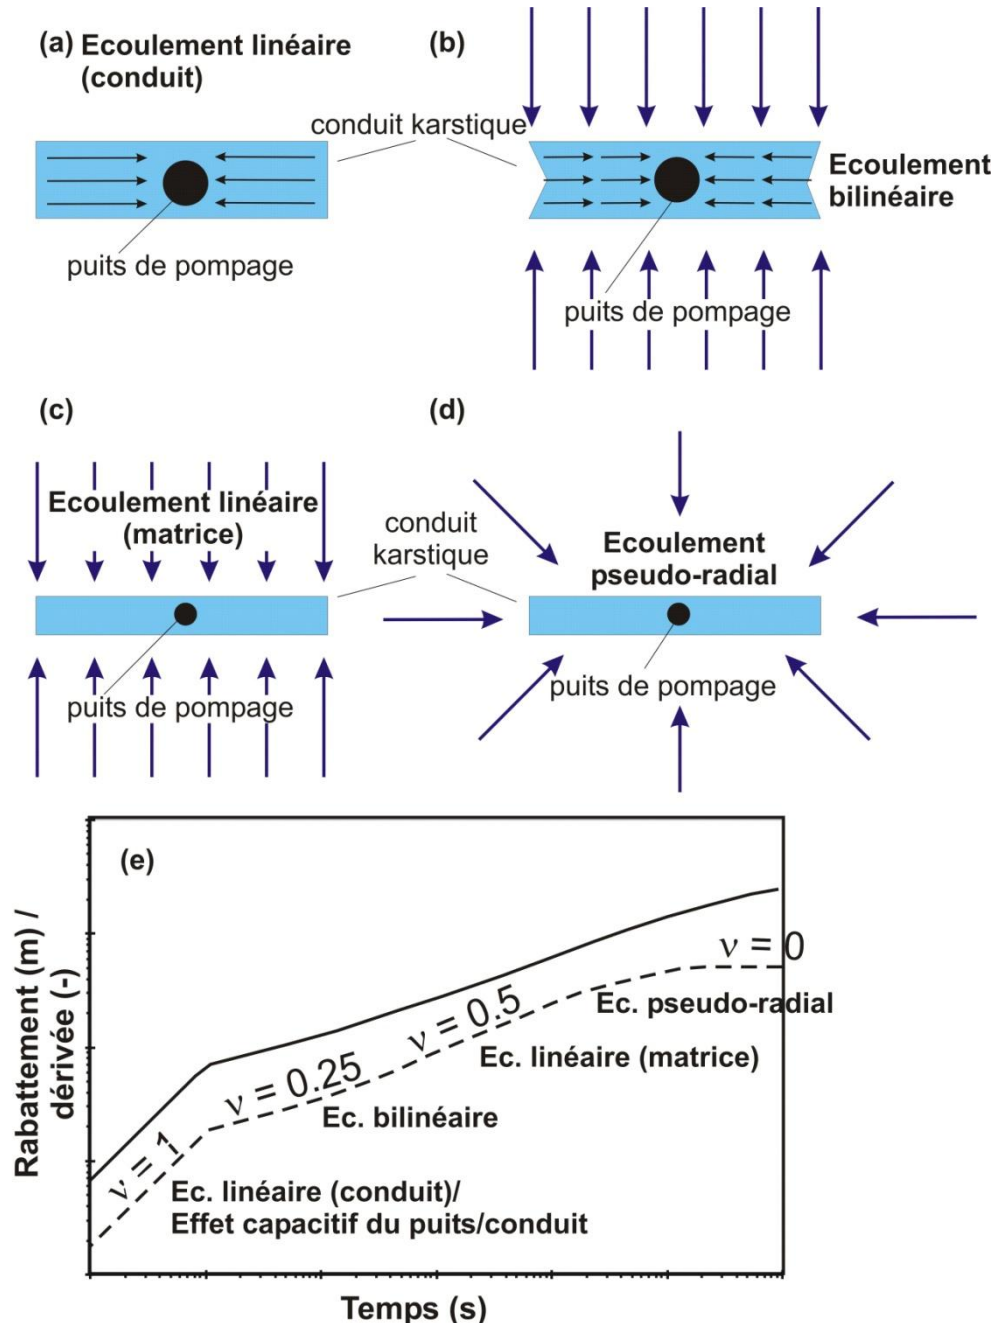 (a) Ecoulement linéaire
(conduit)
(b)
conduit karstique
Ecoulement
bilinéaire
puits de pompage
puits de pompage
(c)
(d)
Ecoulement linéaire
(matrice)
conduit
karstique
Ecoulement
pseudo-radial
puits de pompage
puits de pompage
(e)
Rabattement (m) /
dérivée (-)
ν = 1
ν = 0.25
ν = 0.5
ν = 0
Ec. pseudo-radial
Ec. linéaire (matrice)
Ec. bilinéaire
Ec. linéaire (conduit)/
Effet capacitif du puits/conduit
Temps (s)